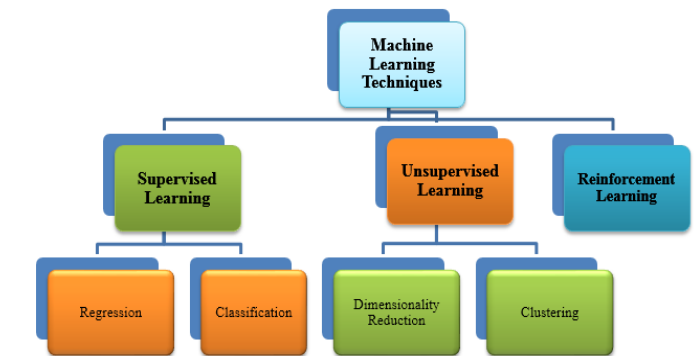 Machine
Learning
Techniques
Supervised
Learning
Unsupervised
Learning
Reinforcement
Learning
Regression
Classification
Dimensionality
Reduction
Clustering